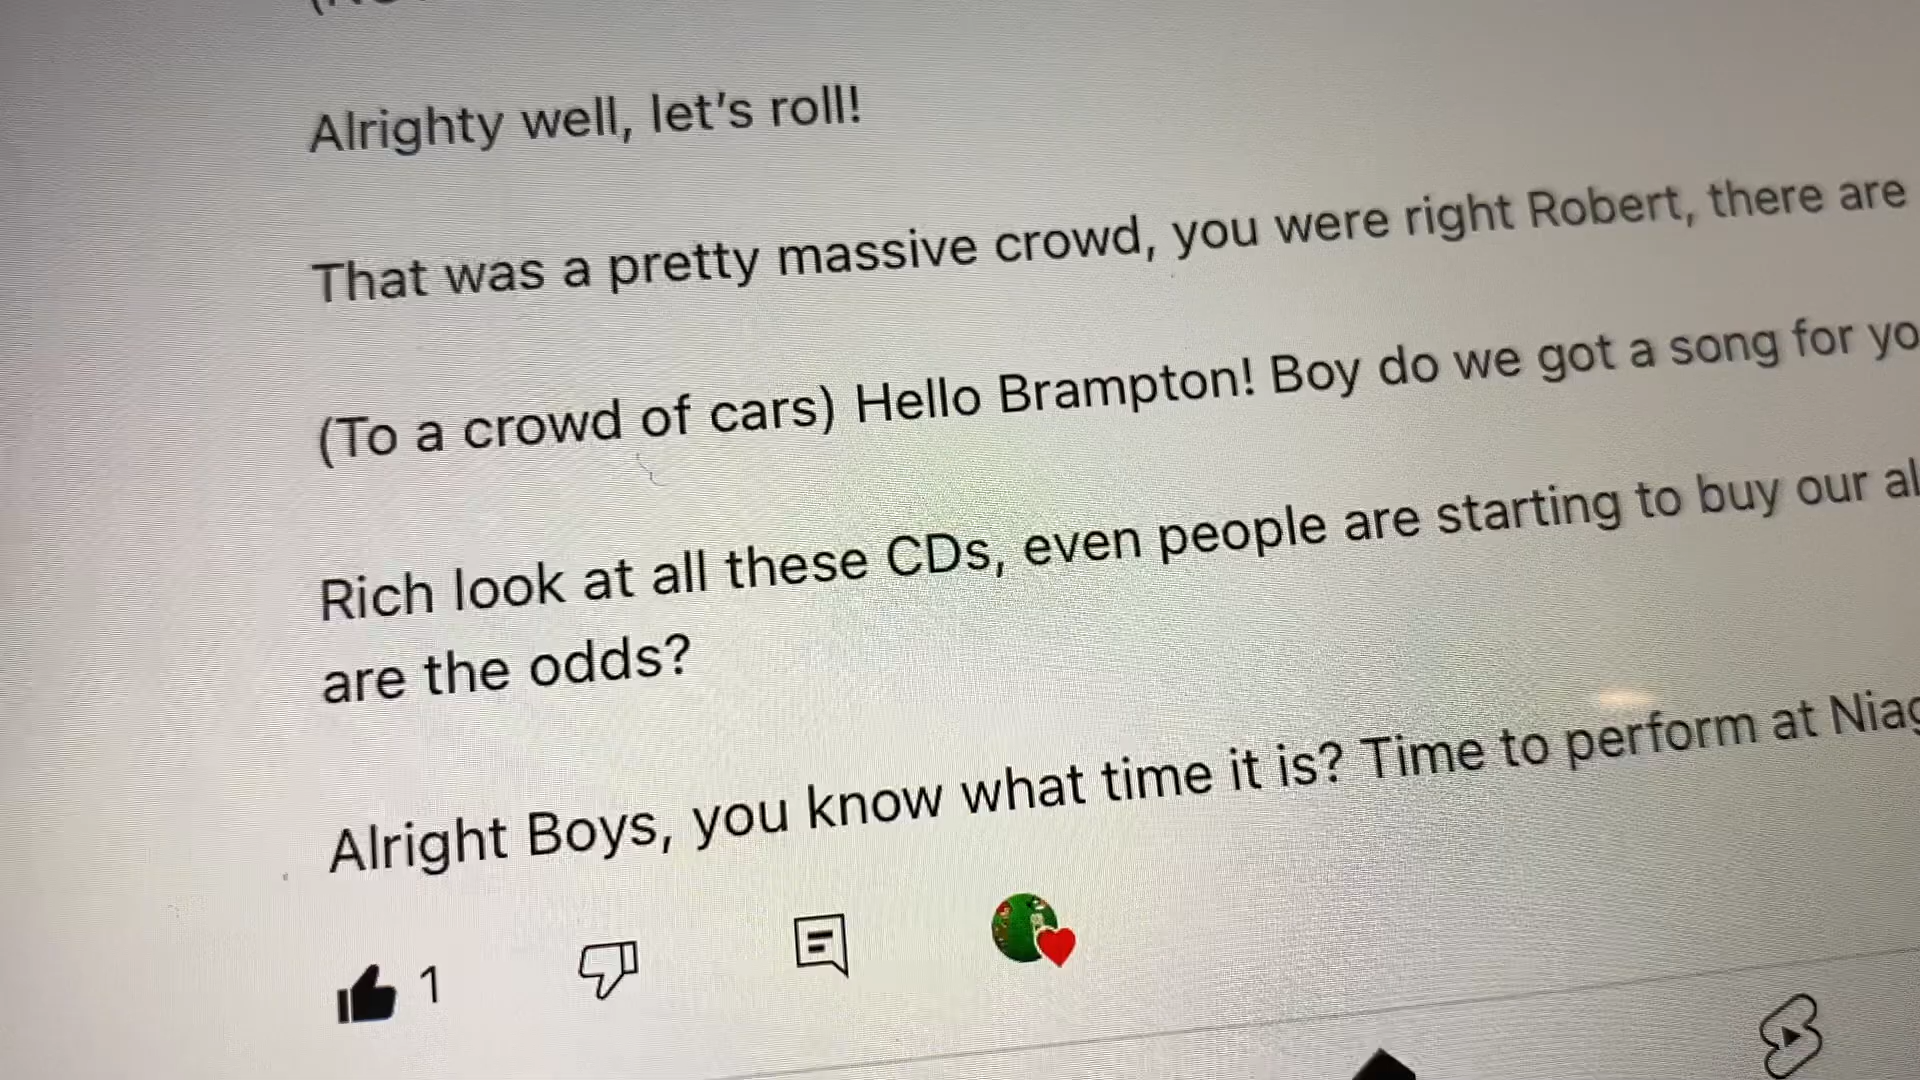 Alrighty well, let's roll!
That was a pretty massive crowd, you were right Robert, there are
(To a crowd of cars) Hello Brampton! Boy do we got a song for
Rich look at all these CDs, even people are starting to buy our
are the odds?
Alright Boys, you know what time it is? Time to perform at
1